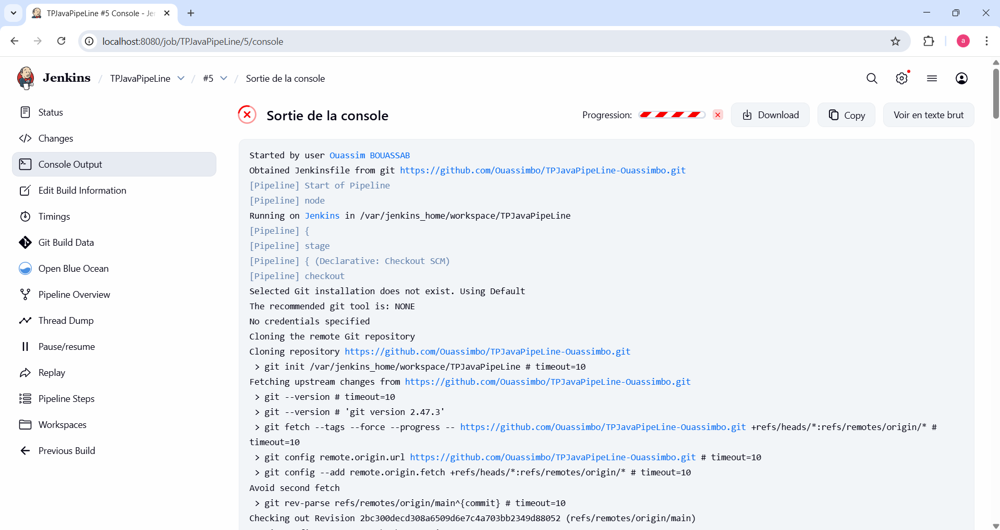 TPJavaPipeLine #5 Console - Jen
localhost:8080/job/TPJavaPipeLine/5/console
a
Jenkins / TPJavaPipeLine / #5 / Sortie de la console
Status
Changes
Console Output
Edit Build Information
Timings
Git Build Data
Open Blue Ocean
Pipeline Overview
Thread Dump
Pause/resume
Replay
Pipeline Steps
Workspaces
Previous Build
Sortie de la console
Progression:
Download
Copy
Voir en texte brut
Started by user Ouassim BOUASSAB
Obtained Jenkinsfile from git https://github.com/Ouassimbo/TPJavaPipeLine-Ouassimbo.git
[Pipeline] Start of Pipeline
[Pipeline] node
Running on Jenkins in /var/jenkins_home/workspace/TPJavaPipeLine
[Pipeline] {
[Pipeline] stage
[Pipeline] { (Declarative: Checkout SCM)
[Pipeline] checkout
Selected Git installation does not exist. Using Default
The recommended git tool is: NONE
No credentials specified
Cloning the remote Git repository
Cloning repository https://github.com/Ouassimbo/TPJavaPipeLine-Ouassimbo.git
> git init /var/jenkins_home/workspace/TPJavaPipeLine # timeout=10
Fetching upstream changes from https://github.com/Ouassimbo/TPJavaPipeLine-Ouassimbo.git
> git --version # timeout=10
> git --version # 'git version 2.47.3'
> git fetch --tags --force --progress -- https://github.com/Ouassimbo/TPJavaPipeLine-Ouassimbo.git +refs/heads/*:refs/remotes/origin/* #
timeout=10
> git config remote.origin.url https://github.com/Ouassimbo/TPJavaPipeLine-Ouassimbo.git # timeout=10
> git config --add remote.origin.fetch +refs/heads/*:refs/remotes/origin/* # timeout=10
Avoid second fetch
> git rev-parse refs/remotes/origin/main^{commit} # timeout=10
Checking out Revision 2bc300decd308a6509d6e7c4a703bb2349d88052 (refs/remotes/origin/main)